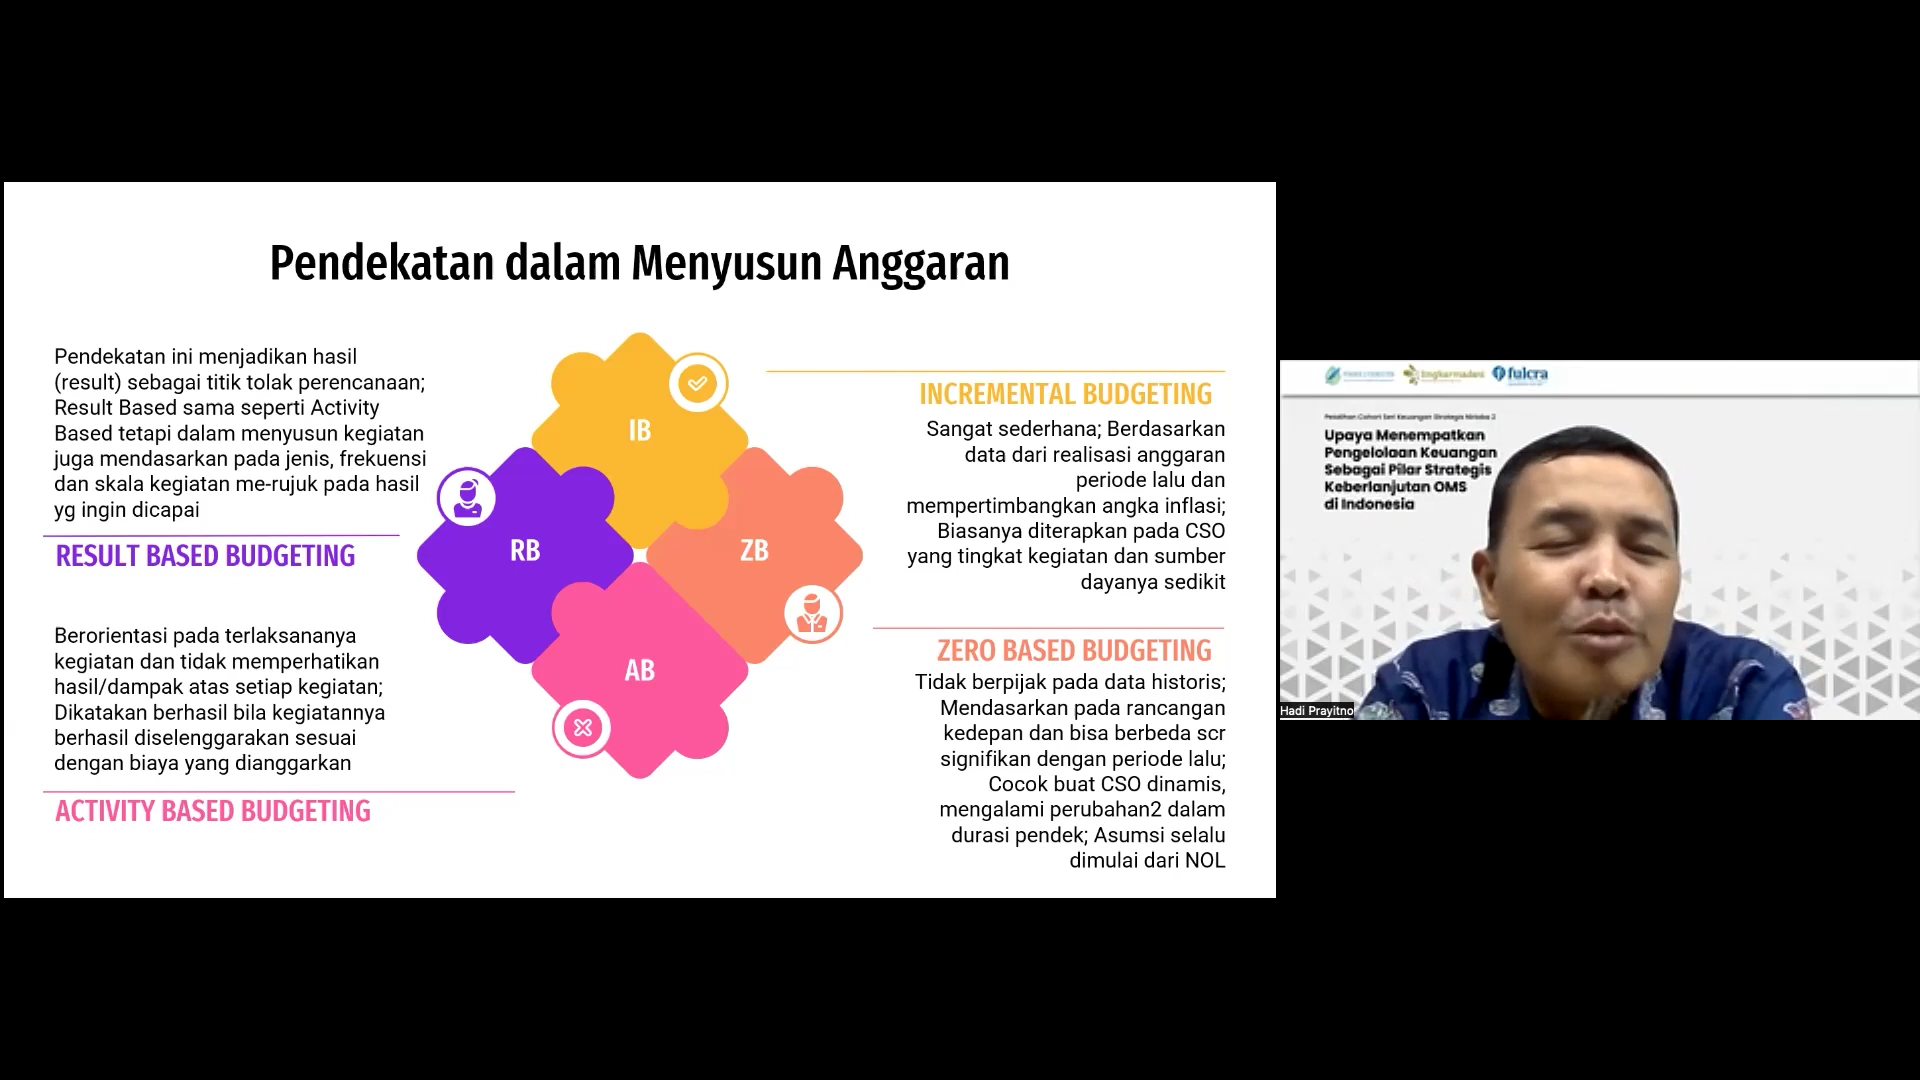 Pendekatan dalam Menyusun Anggaran
Pendekatan ini menjadikan hasil
(result) sebagai titik tolak perencanaan;
Result Based sama seperti Activity
Based tetapi dalam menyusun kegiatan
juga mendasarkan pada jenis, frekuensi
dan skala kegiatan me-rujuk pada hasil
yg ingin dicapai
RESULT BASED BUDGETING
Berorientasi pada terlaksananya
kegiatan dan tidak memperhatikan
hasil/dampak atas setiap kegiatan;
Dikatakan berhasil bila kegiatannya
berhasil diselenggarakan sesuai
dengan biaya yang dianggarkan
ACTIVITY BASED BUDGETING
IB
RB
ZB
AB
INCREMENTAL BUDGETING
Sangat sederhana; Berdasarkan
data dari realisasi anggaran
periode lalu dan
mempertimbangkan angka inflasi;
Biasanya diterapkan pada CSO
yang tingkat kegiatan dan sumber
dayanya sedikit
ZERO BASED BUDGETING
Tidak berpijak pada data historis;
Mendasarkan pada rancangan
kedepan dan bisa berbeda scr
signifikan dengan periode lalu;
Cocok buat CSO dinamis,
mengalami perubahan2 dalam
durasi pendek; Asumsi selalu
dimulai dari NOL
lingkarmadani
fulcra
Pelatihan Cohort Seri Keuangan Strategis Nirlaba 2
Upaya Menempatkan
Pengelolaan Keuangan
Sebagai Pilar Strategis
Keberlanjutan OMS
di Indonesia
Hadi Prayitno